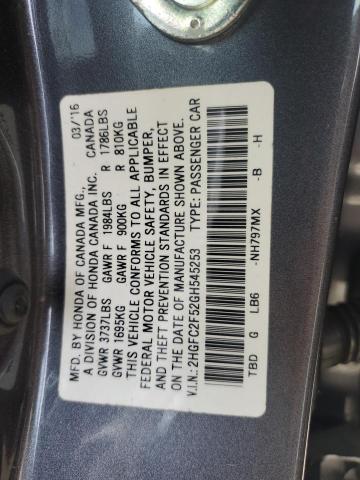 MFD. BY HONDA OF CANADA MFG., 03/'16
A DIVISION OF HONDA CANADA INC. CANADA
GVWR 3737LBS GAWR F 1984LBS R 1786LBS
GVWR 1695KG GAWR F 900KG R 810KG
THIS VEHICLE CONFORMS TO ALL APPLICABLE
FEDERAL MOTOR VEHICLE SAFETY, BUMPER,
AND THEFT PREVENTION STANDARDS IN EFFECT
ON THE DATE OF MANUFACTURE SHOWN ABOVE.
V.I.N.: 2HGFC2F52GH545253 TYPE: PASSENGER CAR
TBD G LB6 -NH797MX -B -H